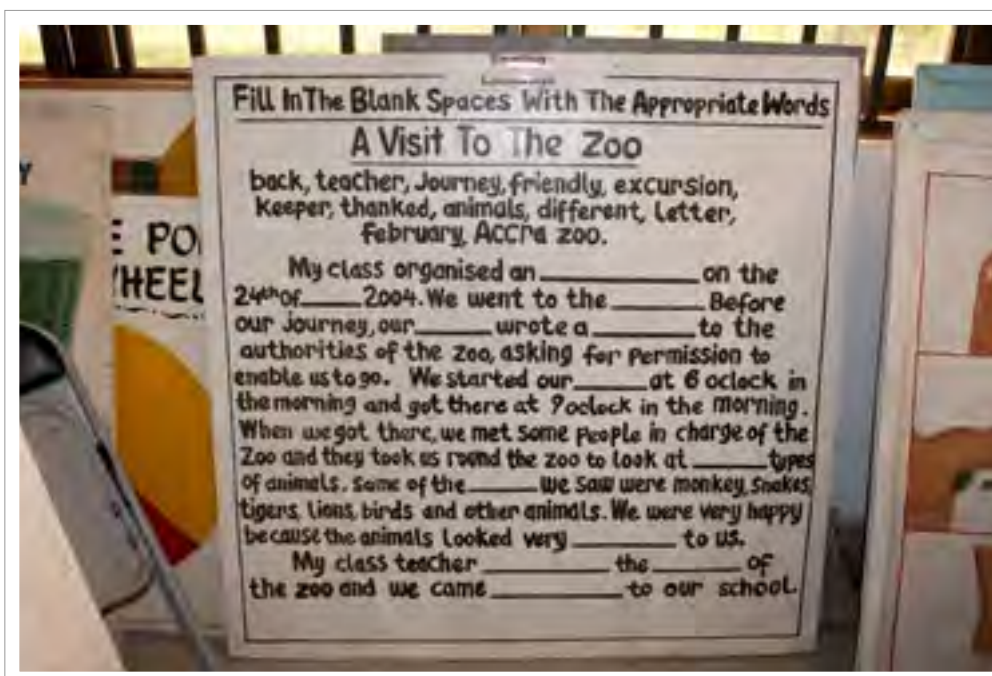 Fill In The Blank Spaces With The Appropriate Words
A Visit To The Zoo
back, teacher, Journey, friendly, excursion,
keeper, thanked, animals, different, letter,
february, Accra zoo.
My class organised an __________ on the
24th of _____ 2004. We went to the ________ Before
our journey, our ______ wrote a ________ to the
authorities of the zoo, asking for permission to
enable us to go. We started our ______ at 6 oclock in
the morning and got there at 9 oclock in the morning.
When we got there, we met some people in charge of the
Zoo and they took us round the zoo to look at ______ types
of animals. Some of the ______ we saw were monkey, snakes,
tigers, lions, birds and other animals. We were very happy
because the animals looked very ________ to us.
My class teacher __________ the _______ of
the zoo and we came __________ to our school.
Y
E PO
HEEL